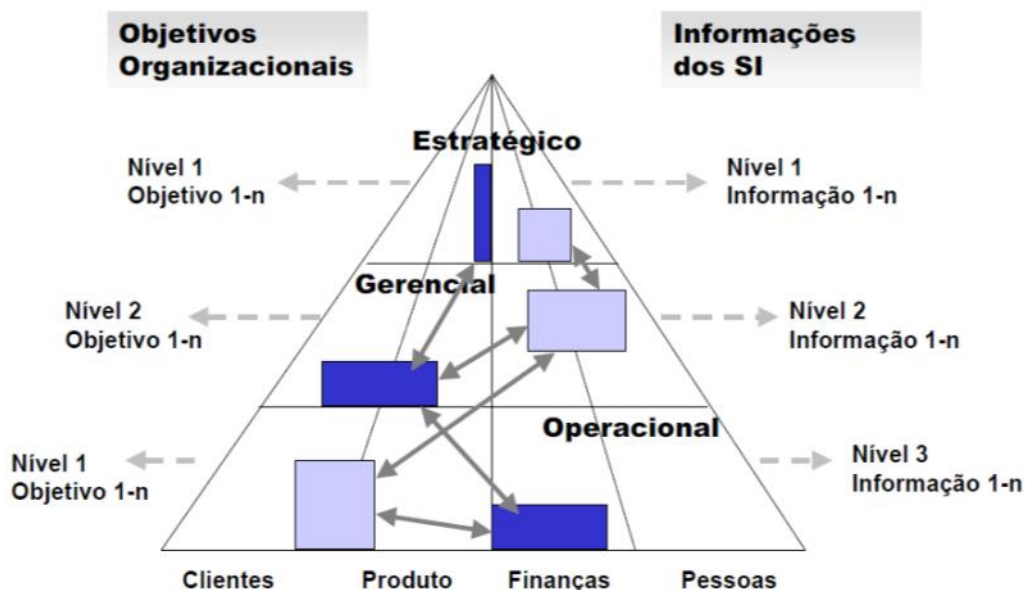 Objetivos
Organizacionais
Informações
dos SI
Estratégico
Nível 1
Objetivo 1-n
Nível 1
Informação 1-n
Gerencial
Nível 2
Objetivo 1-n
Nível 2
Informação 1-n
Operacional
Nível 1
Objetivo 1-n
Nível 3
Informação 1-n
Clientes
Produto
Finanças
Pessoas